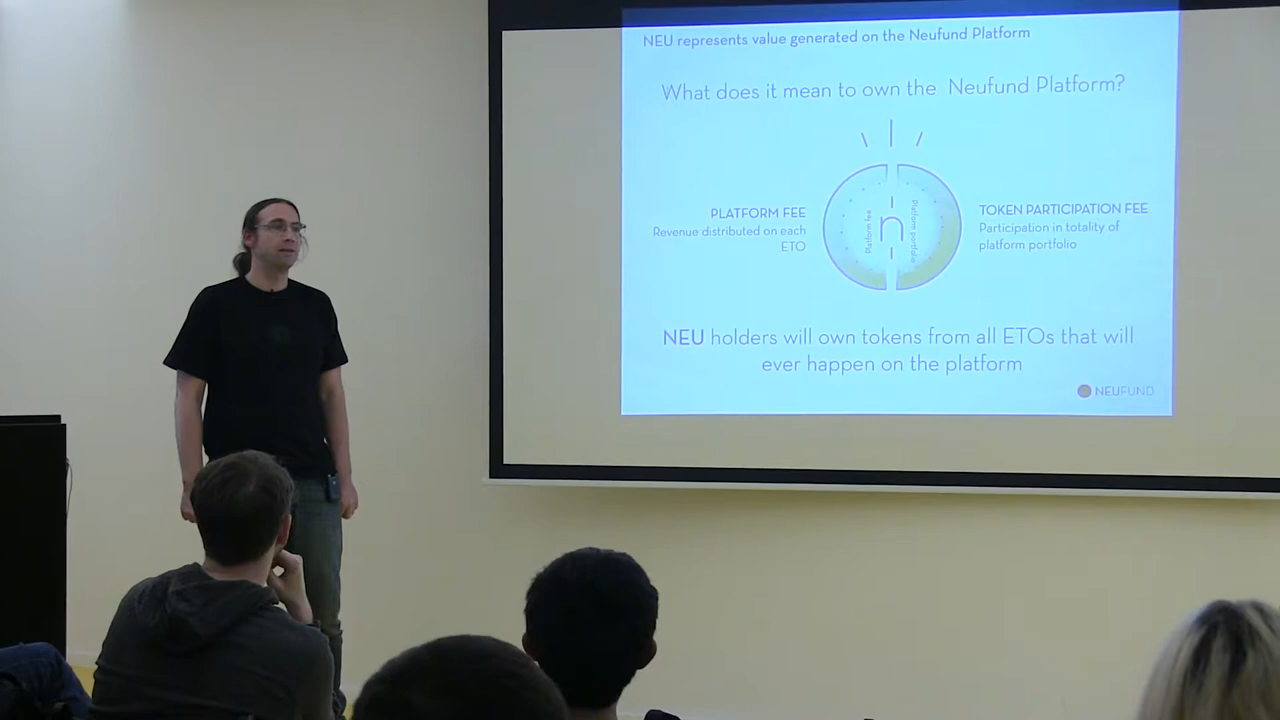 NEU represents value generated on the Neufund Platform
What does it mean to own the Neufund Platform?
PLATFORM FEE
Revenue distributed on each
ETO
Platform fee
n
Platform portfolio
TOKEN PARTICIPATION FEE
Participation in totality of
platform portfolio
NEU holders will own tokens from all ETOs that will
ever happen on the platform
NEUFUND